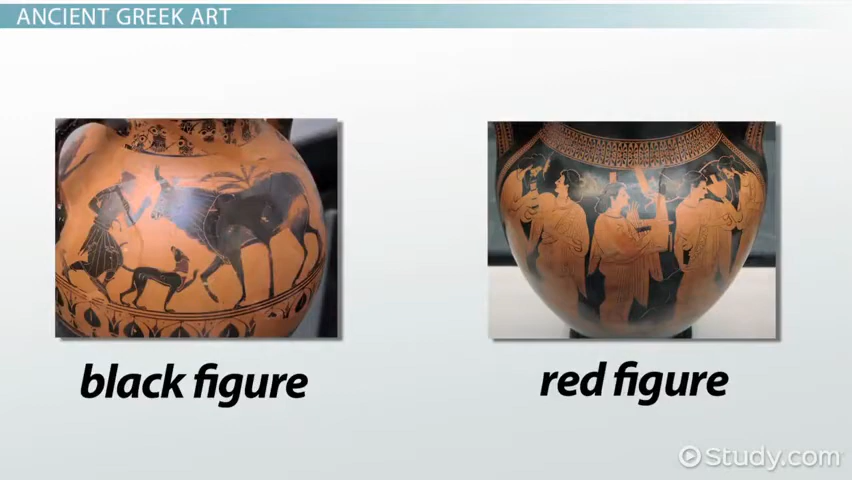 ANCIENT GREEK ART
black figure
red figure
Study.com